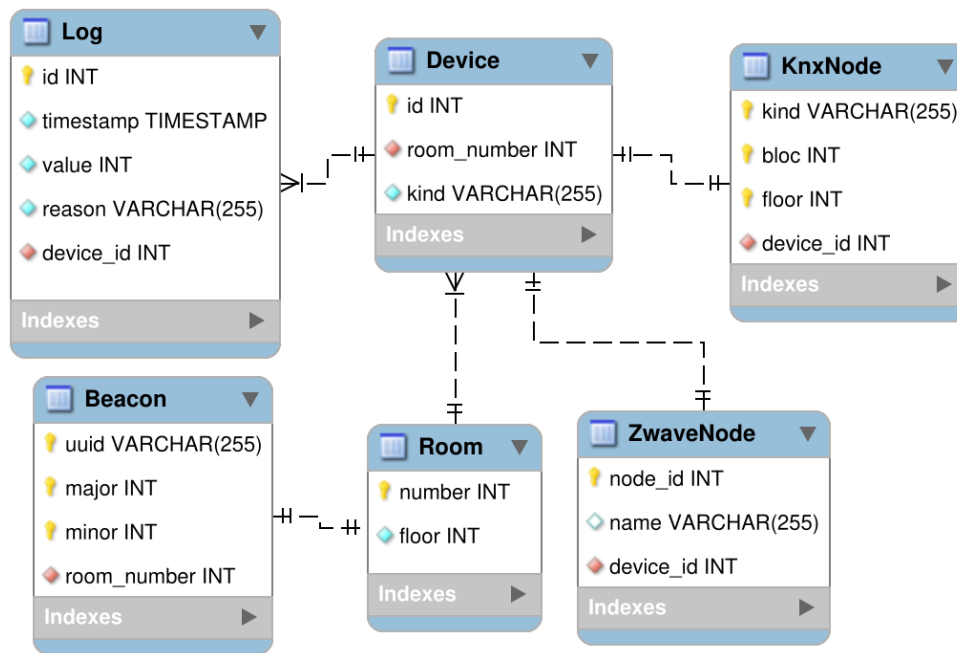 Log
id INT
timestamp TIMESTAMP
value INT
reason VARCHAR(255)
device_id INT
Indexes
Device
id INT
room_number INT
kind VARCHAR(255)
Indexes
KnxNode
kind VARCHAR(255)
bloc INT
floor INT
device_id INT
Indexes
Beacon
uuid VARCHAR(255)
major INT
minor INT
room_number INT
Indexes
Room
number INT
floor INT
Indexes
ZwaveNode
node_id INT
name VARCHAR(255)
device_id INT
Indexes